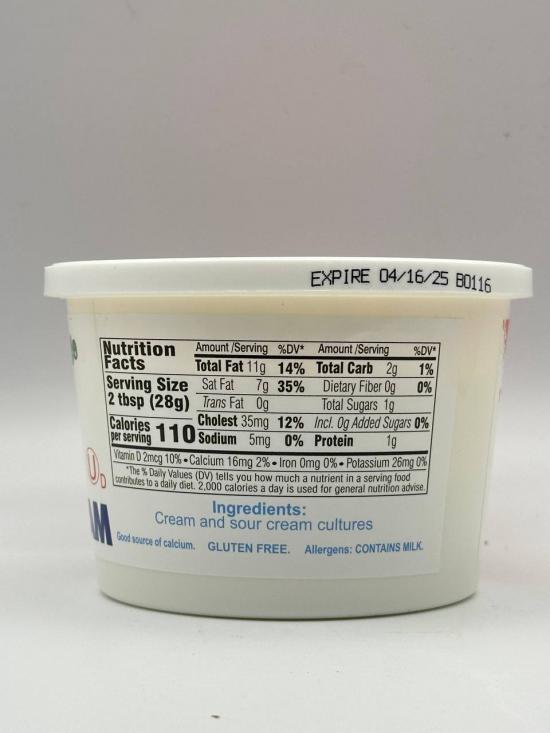 EXPIRE 04/16/25 B0116
Nutrition Facts
Serving Size
2 tbsp (28g)
Calories per serving 110
Amount/Serving %DV* Amount/Serving %DV*
Total Fat 11g 14% Total Carb 2g 1%
Sat Fat 7g 35% Dietary Fiber 0g 0%
Trans Fat 0g Total Sugars 1g
Cholest 35mg 12% Incl. 0g Added Sugars 0%
Sodium 5mg 0% Protein 1g
Vitamin D 2mcg 10% • Calcium 16mg 2% • Iron 0mg 0% • Potassium 26mg 0%
*The % Daily Values (DV) tells you how much a nutrient in a serving food
contributes to a daily diet. 2,000 calories a day is used for general nutrition advise.
Ingredients:
Cream and sour cream cultures
Good source of calcium. GLUTEN FREE. Allergens: CONTAINS MILK.
U D
AM